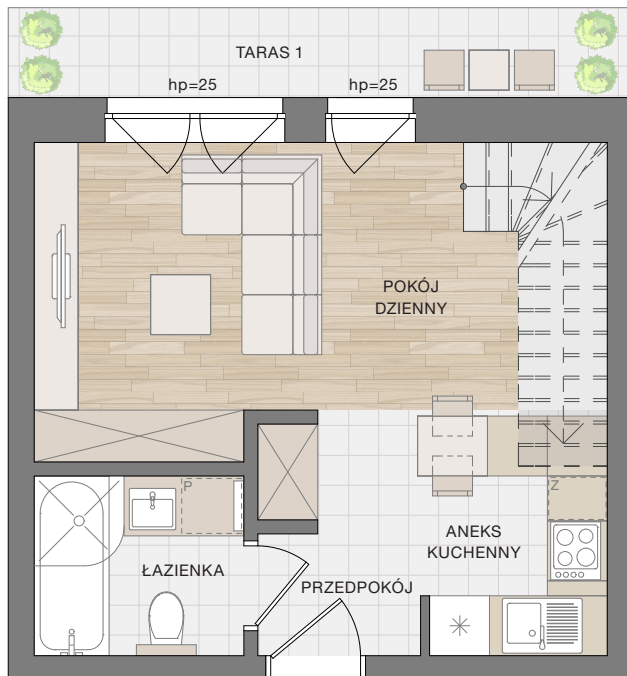 TARAS 1
hp=25
hp=25
POKÓJ
DZIENNY
P
Z
ANEKS
KUCHENNY
ŁAZIENKA
PRZEDPOKÓJ